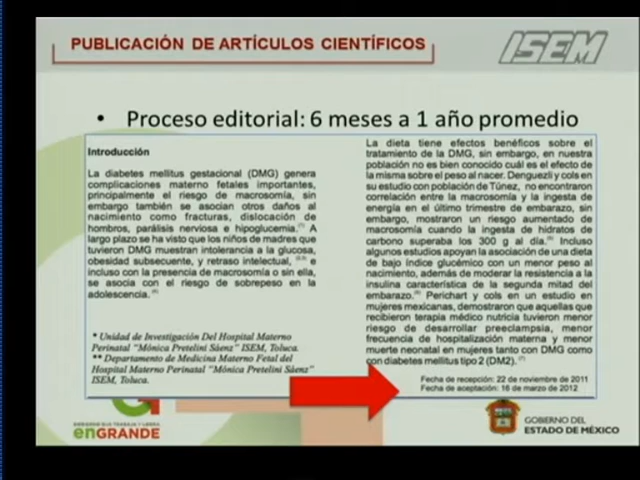 PUBLICACIÓN DE ARTÍCULOS CIENTÍFICOS
ISEM
• Proceso editorial: 6 meses a 1 año promedio
Introducción
La diabetes mellitus gestacional (DMG) genera
complicaciones materno fetales importantes,
principalmente el riesgo de macrosomía, sin
embargo también se asocian otros daños al
nacimiento como fracturas, dislocación de
hombros, parálisis nerviosa e hipoglucemia. A
largo plazo se ha visto que los niños de madres que
tuvieron DMG muestran intolerancia a la glucosa,
obesidad subsecuente, y retraso intelectual, e
incluso con la presencia de macrosomía o sin ella,
se asocia con el riesgo de sobrepeso en la
adolescencia.
* Unidad de Investigación Del Hospital Materno
Perinatal "Mónica Pretelini Sáenz" ISEM, Toluca.
** Departamento de Medicina Materno Fetal del
Hospital Materno Perinatal "Mónica Pretelini Sáenz"
ISEM, Toluca.
La dieta tiene efectos benéficos sobre el
tratamiento de la DMG, sin embargo, en nuestra
población no es bien conocido cuál es el efecto de
la misma sobre el peso al nacer. Denguezli y cols en
su estudio con población de Túnez, no encontraron
correlación entre la macrosomía y la ingesta de
energía en el último trimestre de embarazo, sin
embargo, mostraron un riesgo aumentado de
macrosomía cuando la ingesta de hidratos de
carbono superaba los 300 g al día. Incluso
algunos estudios apoyan la asociación de una dieta
de bajo índice glucémico con un menor peso al
nacimiento, además de moderar la resistencia a la
insulina característica de la segunda mitad del
embarazo. Perichart y cols en un estudio en
mujeres mexicanas, demostraron que aquellas que
recibieron terapia médico nutricia tuvieron menor
riesgo de desarrollar preeclampsia, menor
frecuencia de hospitalización materna y menor
muerte neonatal en mujeres tanto con DMG como
con diabetes mellitus tipo 2 (DM2). (7)
Fecha de recepción: 22 de noviembre de 2011
Fecha de aceptación: 16 de marzo de 2012
enGRANDE
GOBIERNO DEL
ESTADO DE MÉXICO